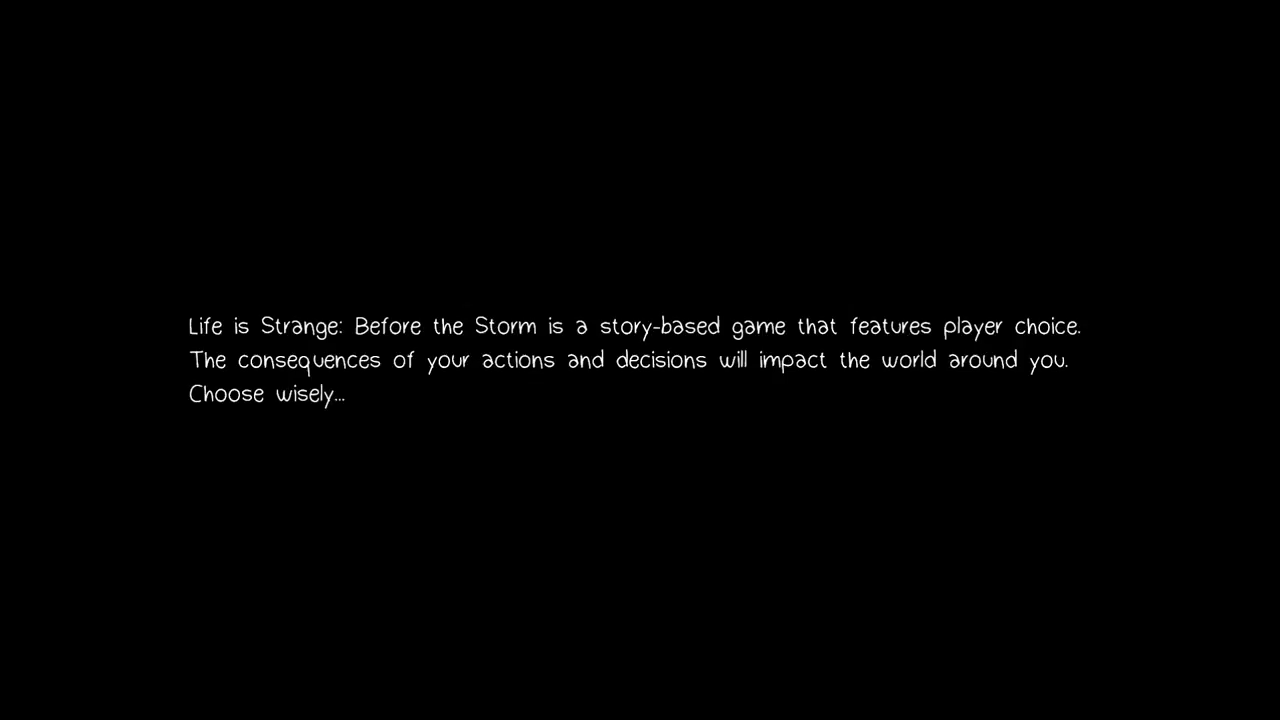 Life is Strange: Before the Storm is a story-based game that features player choice.
The consequences of your actions and decisions will impact the world around you.
Choose wisely...